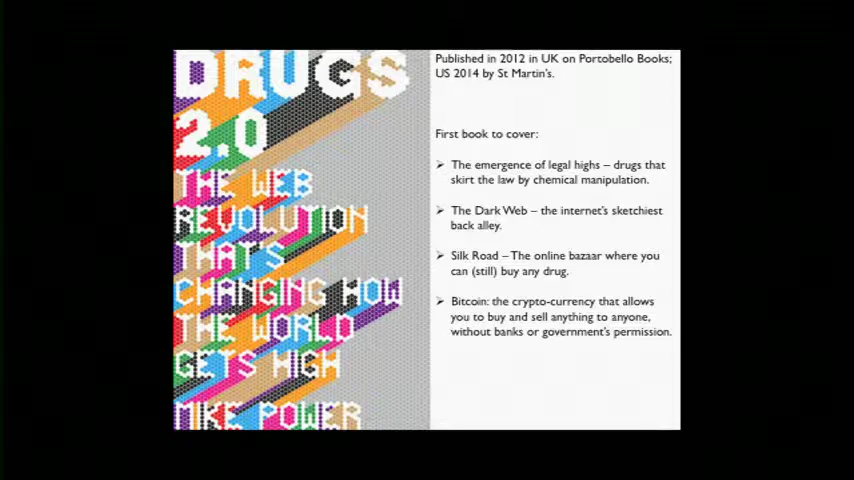 DRUGS
2.0
THE WEB
REVOLUTION
THAT'S
CHANGING HOW
THE WORLD
GETS HIGH
MIKE POWER
Published in 2012 in UK on Portobello Books;
US 2014 by St Martin's.
First book to cover:
➢ The emergence of legal highs – drugs that
skirt the law by chemical manipulation.
➢ The Dark Web – the internet's sketchiest
back alley.
➢ Silk Road – The online bazaar where you
can (still) buy any drug.
➢ Bitcoin: the crypto-currency that allows
you to buy and sell anything to anyone,
without banks or government's permission.